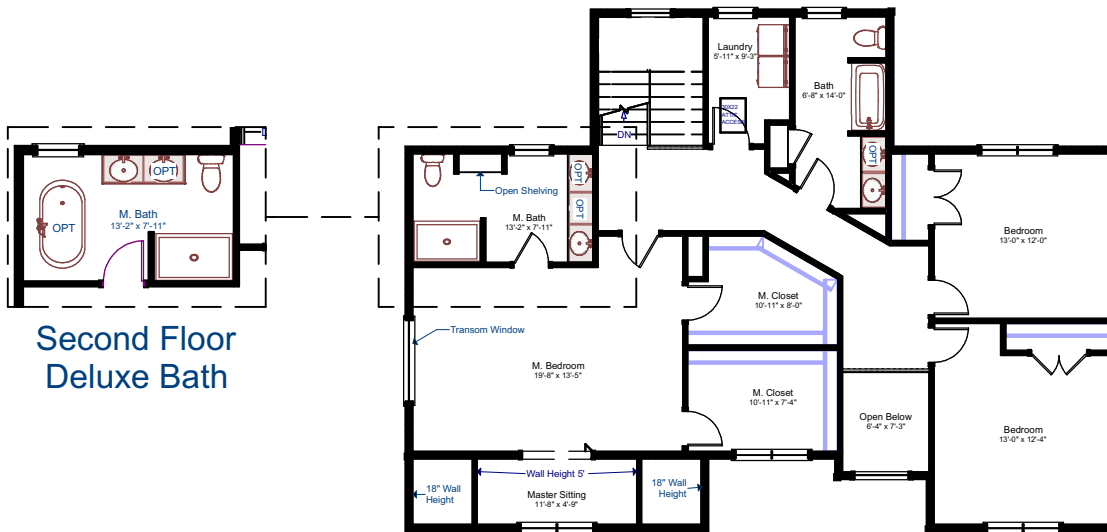 Laundry
5'-11" x 9'-3"
30X22
ATTIC
ACCESS
Bath
6'-8" x 14'-0"
DN
OPT
OPT
OPT
OPT
OPT
M. Bath
13'-2" x 7'-11"
Open Shelving
M. Bath
13'-2" x 7'-11"
Bedroom
13'-0" x 12'-0"
M. Closet
10'-11" x 8'-0"
Second Floor
Deluxe Bath
Transom Window
M. Bedroom
19'-8" x 13'-5"
M. Closet
10'-11" x 7'-4"
Open Below
6'-4" x 7'-3"
Bedroom
13'-0" x 12'-4"
Wall Height 5'
18" Wall
Height
Master Sitting
11'-8" x 4'-9"
18" Wall
Height